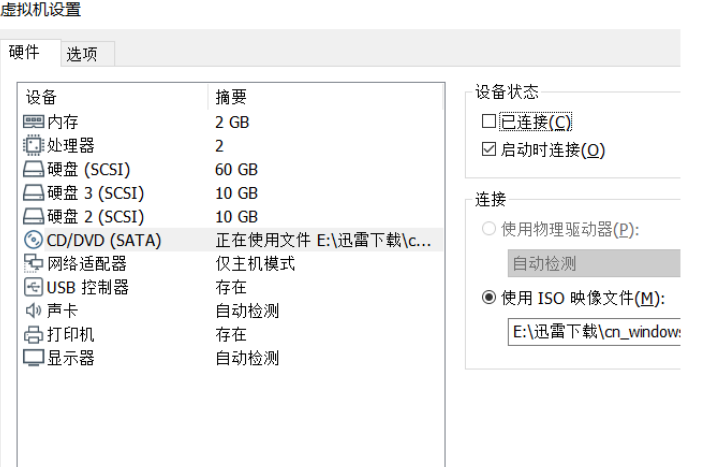 虚拟机设置
硬件 选项
设备 摘要
内存 2 GB
处理器 2
硬盘 (SCSI) 60 GB
硬盘 3 (SCSI) 10 GB
硬盘 2 (SCSI) 10 GB
CD/DVD (SATA) 正在使用文件 E:\迅雷下载\c...
网络适配器 仅主机模式
USB 控制器 存在
声卡 自动检测
打印机 存在
显示器 自动检测
设备状态
已连接(C)
启动时连接(O)
连接
使用物理驱动器(P):
自动检测
使用 ISO 映像文件(M):
E:\迅雷下载\cn_windows